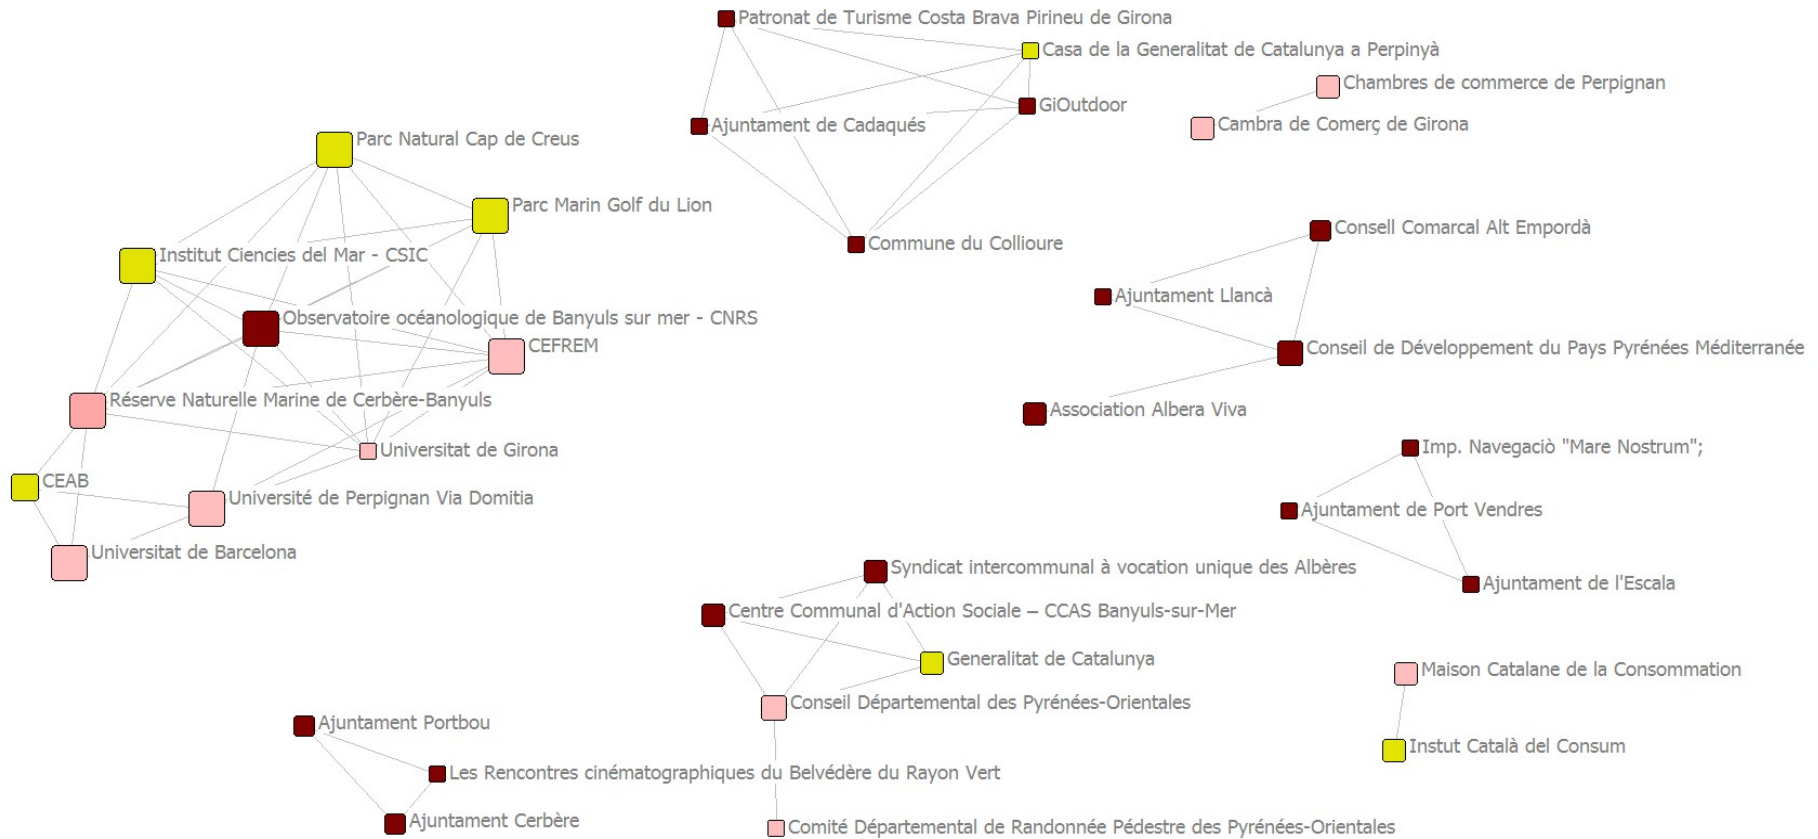 Patronat de Turisme Costa Brava Pirineu de Girona
Casa de la Generalitat de Catalunya a Perpinyà
Chambres de commerce de Perpignan
GiOutdoor
Ajuntament de Cadaqués
Cambra de Comerç de Girona
Parc Natural Cap de Creus
Parc Marin Golf du Lion
Commune du Collioure
Consell Comarcal Alt Empordà
Institut Ciencies del Mar - CSIC
Ajuntament Llancà
Observatoire océanologique de Banyuls sur mer - CNRS
CEFREM
Conseil de Développement du Pays Pyrénées Méditerranée
Réserve Naturelle Marine de Cerbère-Banyuls
Association Albera Viva
Universitat de Girona
Imp. Navegaciò "Mare Nostrum";
CEAB
Université de Perpignan Via Domitia
Ajuntament de Port Vendres
Universitat de Barcelona
Syndicat intercommunal à vocation unique des Albères
Ajuntament de l'Escala
Centre Communal d'Action Sociale – CCAS Banyuls-sur-Mer
Generalitat de Catalunya
Maison Catalane de la Consommation
Conseil Départemental des Pyrénées-Orientales
Ajuntament Portbou
Instut Català del Consum
Les Rencontres cinématographiques du Belvédère du Rayon Vert
Ajuntament Cerbère
Comité Départemental de Randonnée Pédestre des Pyrénées-Orientales